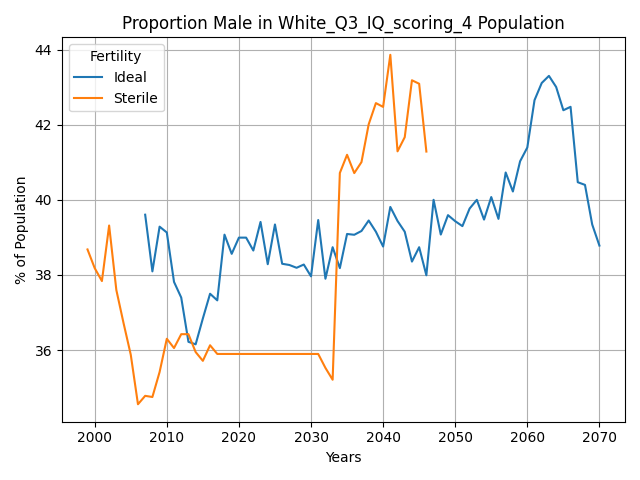 Proportion Male in White_Q3_IQ_scoring_4 Population
Fertility
Ideal
Sterile
% of Population
44
42
40
38
36
2000 2010 2020 2030 2040 2050 2060 2070
Years